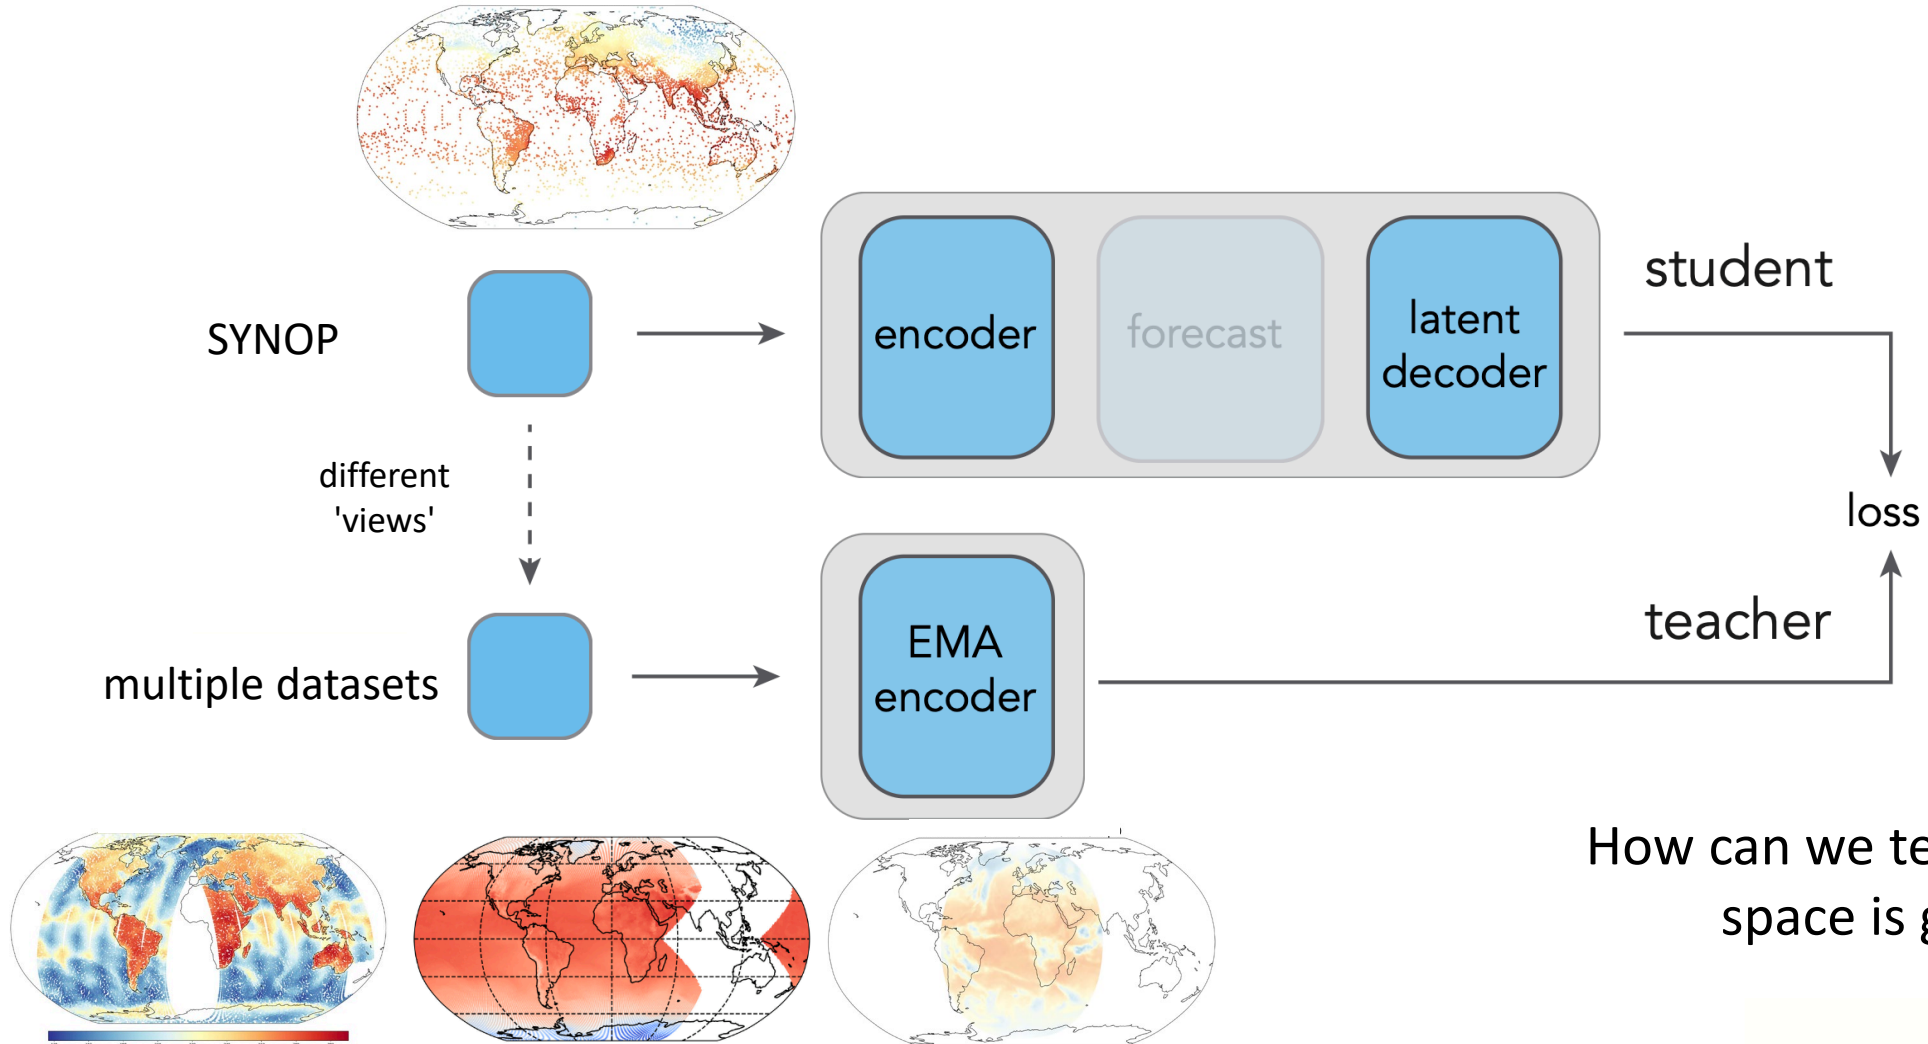 SYNOP
encoder
forecast
latent
decoder
student
different
'views'
loss
multiple datasets
EMA
encoder
teacher
How can we te
space is g